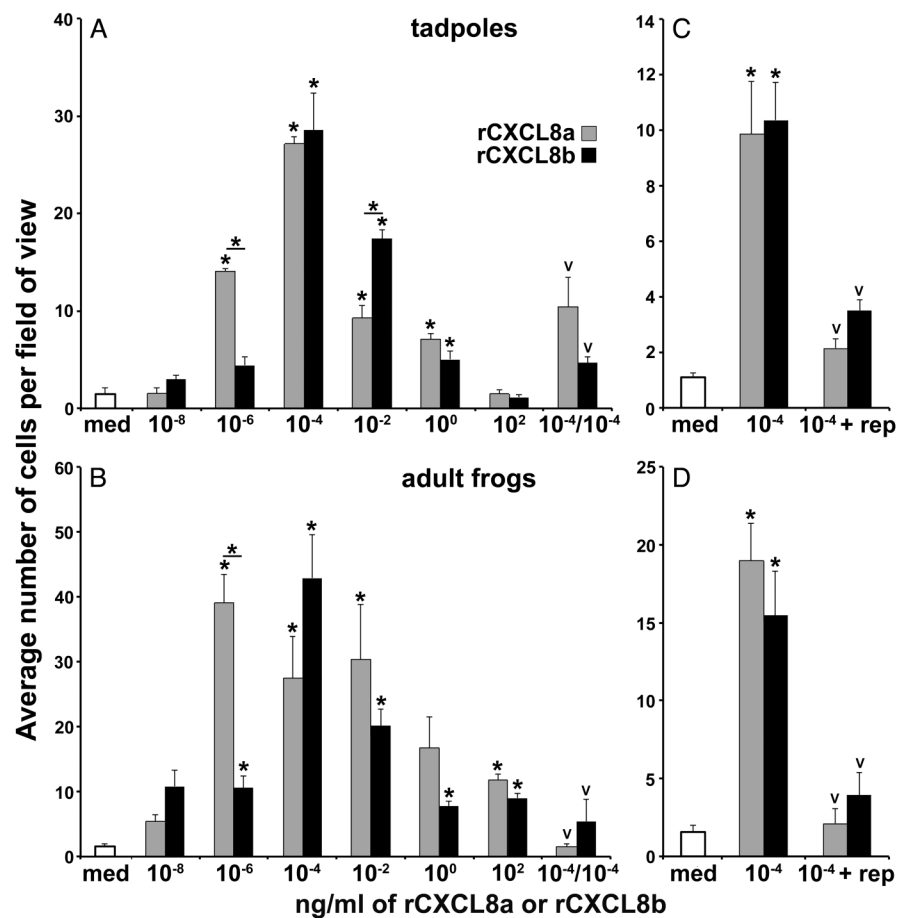 A
tadpoles
rCXCL8a
rCXCL8b
40
30
20
10
0
* * * * * * * * * v v
med 10⁻⁸ 10⁻⁶ 10⁻⁴ 10⁻² 10⁰ 10² 10⁻⁴/10⁻⁴
C
14
12
10
8
6
4
2
0
* * v v
med 10⁻⁴ 10⁻⁴ + rep
Average number of cells per field of view
B
adult frogs
60
50
40
30
20
10
0
* * * * * * * * * * v v
med 10⁻⁸ 10⁻⁶ 10⁻⁴ 10⁻² 10⁰ 10² 10⁻⁴/10⁻⁴
D
25
20
15
10
5
0
* * v v
med 10⁻⁴ 10⁻⁴ + rep
ng/ml of rCXCL8a or rCXCL8b